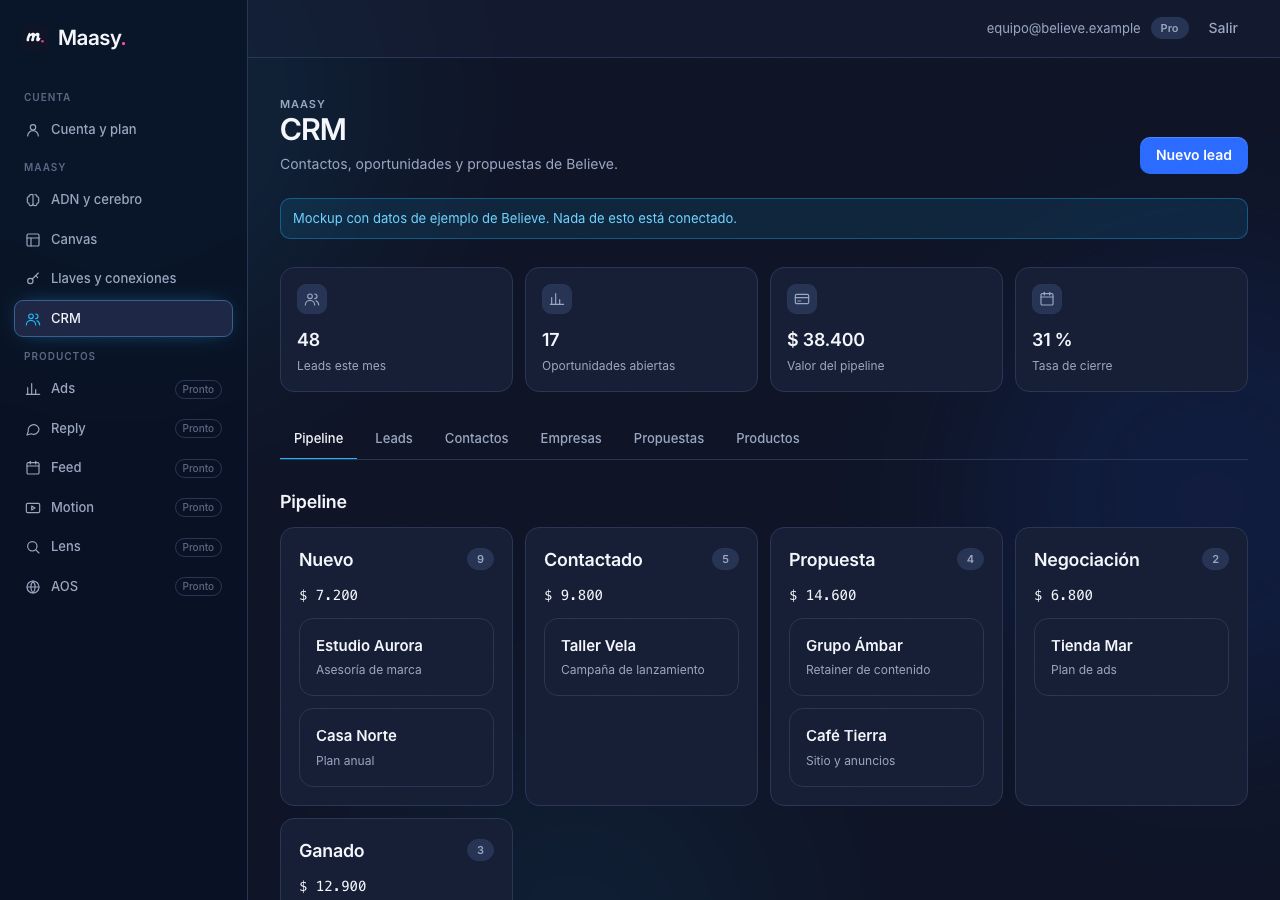 m. Maasy.
CUENTA
Cuenta y plan
MAASY
ADN y cerebro
Canvas
Llaves y conexiones
CRM
PRODUCTOS
Ads Pronto
Reply Pronto
Feed Pronto
Motion Pronto
Lens Pronto
AOS Pronto
equipo@believe.example Pro Salir
MAASY
CRM
Contactos, oportunidades y propuestas de Believe.
Nuevo lead
Mockup con datos de ejemplo de Believe. Nada de esto está conectado.
48
Leads este mes
17
Oportunidades abiertas
$ 38.400
Valor del pipeline
31 %
Tasa de cierre
Pipeline Leads Contactos Empresas Propuestas Productos
Pipeline
Nuevo 9
$ 7.200
Estudio Aurora
Asesoría de marca
Casa Norte
Plan anual
Contactado 5
$ 9.800
Taller Vela
Campaña de lanzamiento
Propuesta 4
$ 14.600
Grupo Ámbar
Retainer de contenido
Café Tierra
Sitio y anuncios
Negociación 2
$ 6.800
Tienda Mar
Plan de ads
Ganado 3
$ 12.900